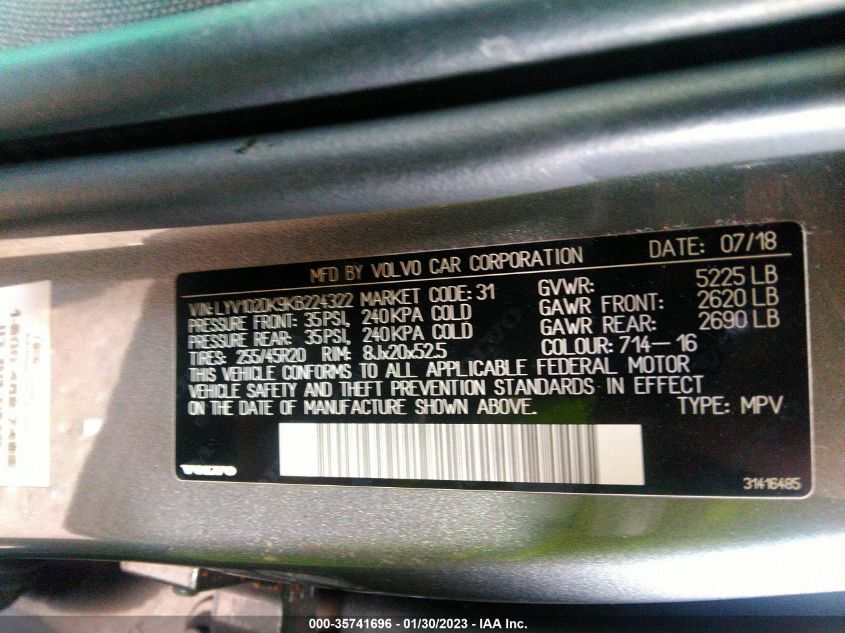 MFD BY VOLVO CAR CORPORATION DATE: 07/18
VIN: LYV102DK9KB224322 MARKET CODE: 31 GVWR: 5225 LB
PRESSURE FRONT: 35PSI, 240KPA COLD GAWR FRONT: 2620 LB
PRESSURE REAR: 35PSI, 240KPA COLD GAWR REAR: 2690 LB
TIRES: 255/45R20 RIM: 8Jx20x52.5 COLOUR: 714-16
THIS VEHICLE CONFORMS TO ALL APPLICABLE FEDERAL MOTOR
VEHICLE SAFETY AND THEFT PREVENTION STANDARDS IN EFFECT
ON THE DATE OF MANUFACTURE SHOWN ABOVE. TYPE: MPV
VOLVO
31416485
000-35741696 - 01/30/2023 - IAA Inc.